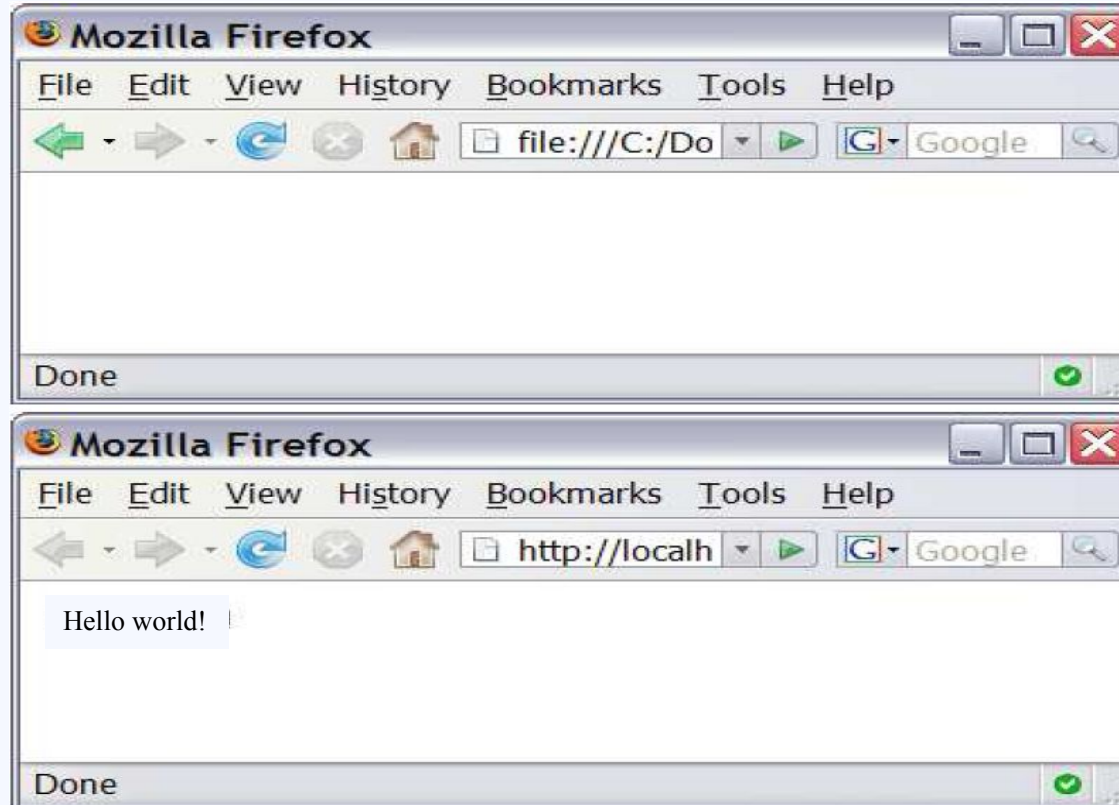 Mozilla Firefox
File Edit View History Bookmarks Tools Help
file:///C:/Do G Google
Done
Mozilla Firefox
File Edit View History Bookmarks Tools Help
http://localh G Google
Hello world!
Done